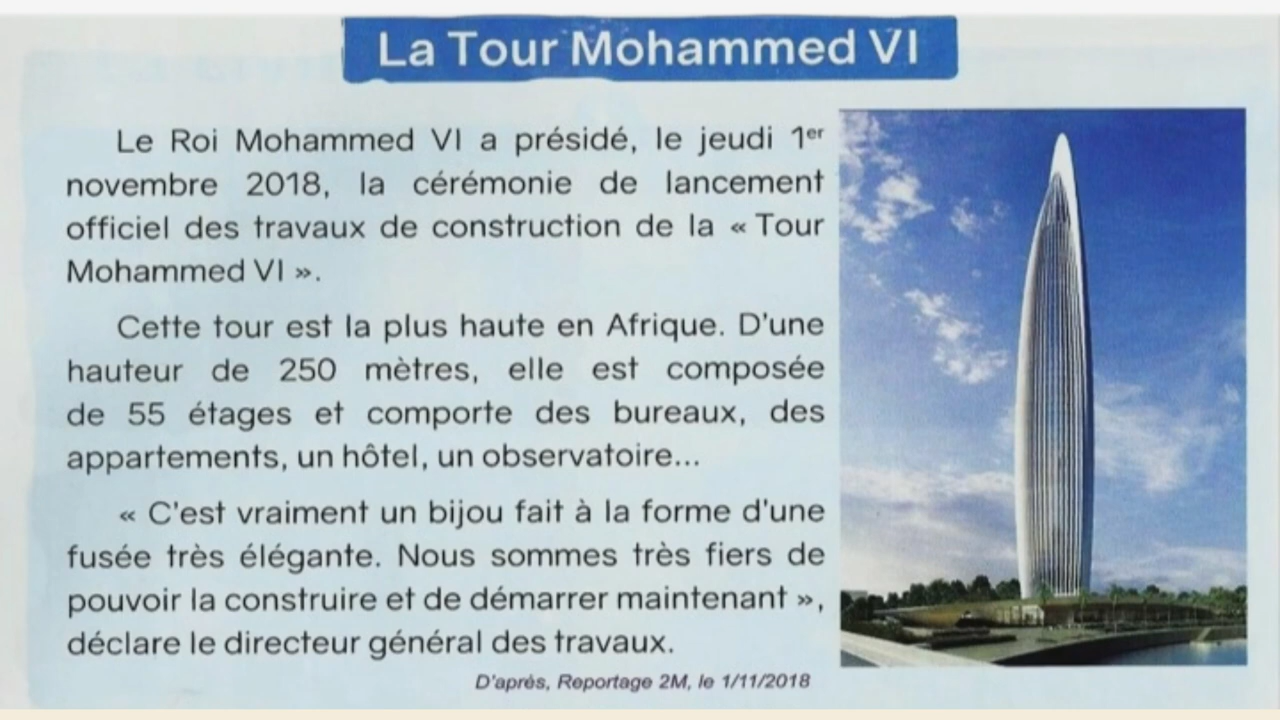 La Tour Mohammed VI
Le Roi Mohammed VI a présidé, le jeudi 1er
novembre 2018, la cérémonie de lancement
officiel des travaux de construction de la « Tour
Mohammed VI ».
Cette tour est la plus haute en Afrique. D'une
hauteur de 250 mètres, elle est composée
de 55 étages et comporte des bureaux, des
appartements, un hôtel, un observatoire...
« C'est vraiment un bijou fait à la forme d'une
fusée très élégante. Nous sommes très fiers de
pouvoir la construire et de démarrer maintenant »,
déclare le directeur général des travaux.
D'après, Reportage 2M, le 1/11/2018